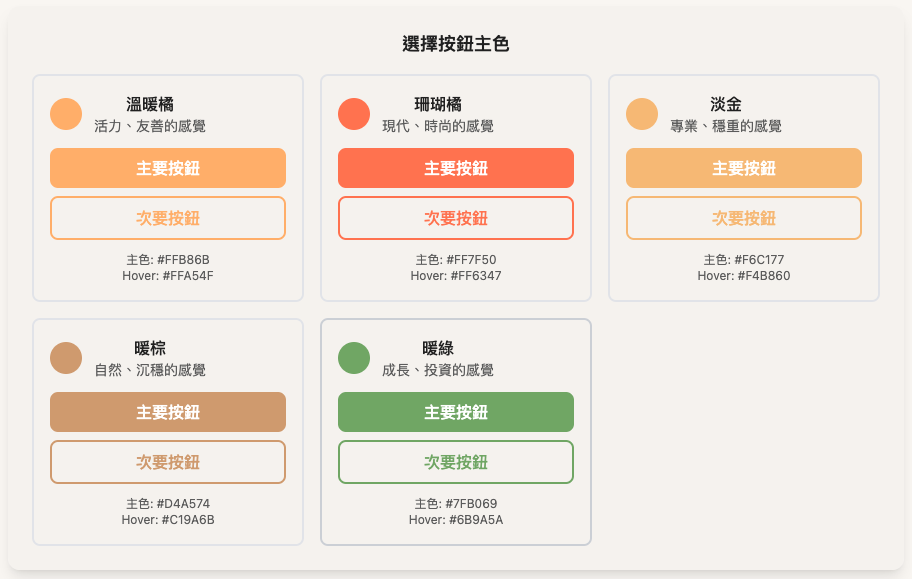 選擇按鈕主色
溫暖橘
活力、友善的感覺
主要按鈕
次要按鈕
主色: #FFB86B
Hover: #FFA54F
珊瑚橘
現代、時尚的感覺
主要按鈕
次要按鈕
主色: #FF7F50
Hover: #FF6347
淡金
專業、穩重的感覺
主要按鈕
次要按鈕
主色: #F6C177
Hover: #F4B860
暖棕
自然、沉穩的感覺
主要按鈕
次要按鈕
主色: #D4A574
Hover: #C19A6B
暖綠
成長、投資的感覺
主要按鈕
次要按鈕
主色: #7FB069
Hover: #6B9A5A